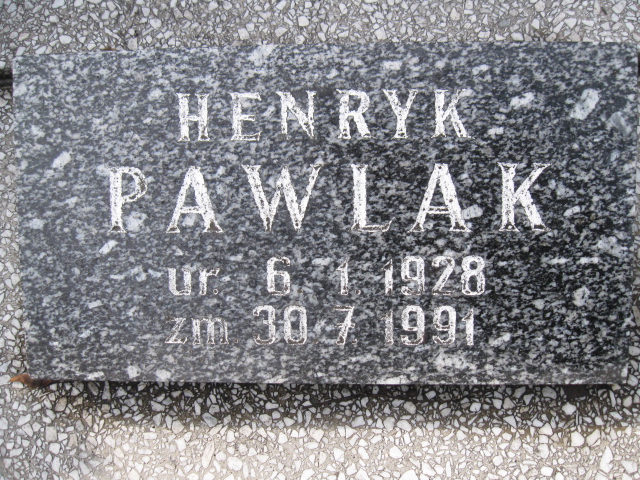 HENRYK
PAWLAK
ur. 6 1. 1928
zm 30 7. 1991